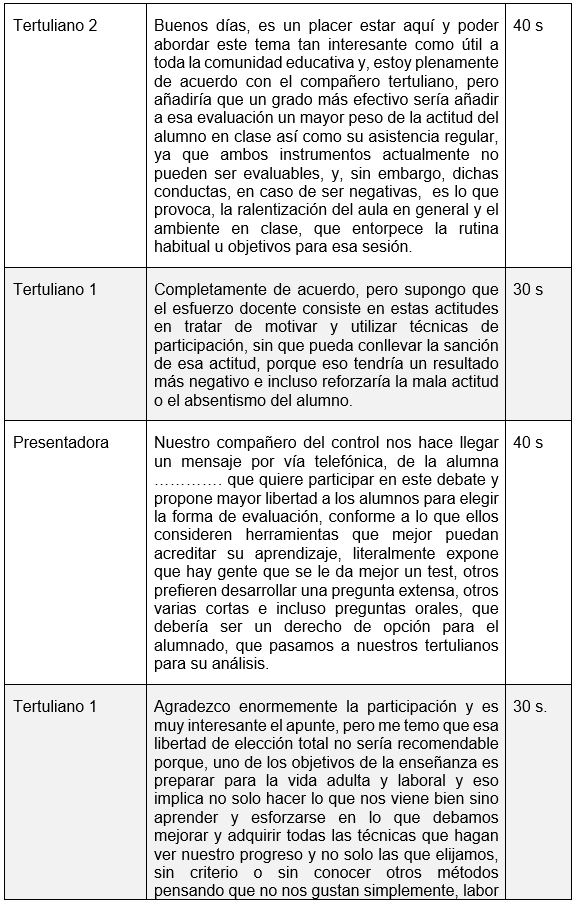 Tertuliano 2
Buenos días, es un placer estar aquí y poder
abordar este tema tan interesante como útil a
toda la comunidad educativa y, estoy plenamente
de acuerdo con el compañero tertuliano, pero
añadiría que un grado más efectivo sería añadir
a esa evaluación un mayor peso de la actitud del
alumno en clase así como su asistencia regular,
ya que ambos instrumentos actualmente no
pueden ser evaluables, y, sin embargo, dichas
conductas, en caso de ser negativas, es lo que
provoca, la ralentización del aula en general y el
ambiente en clase, que entorpece la rutina
habitual u objetivos para esa sesión.
40 s
Tertuliano 1
Completamente de acuerdo, pero supongo que
el esfuerzo docente consiste en estas actitudes
en tratar de motivar y utilizar técnicas de
participación, sin que pueda conllevar la sanción
de esa actitud, porque eso tendría un resultado
más negativo e incluso reforzaría la mala actitud
o el absentismo del alumno.
30 s
Presentadora
Nuestro compañero del control nos hace llegar
un mensaje por vía telefónica, de la alumna
…………. que quiere participar en este debate y
propone mayor libertad a los alumnos para elegir
la forma de evaluación, conforme a lo que ellos
consideren herramientas que mejor puedan
acreditar su aprendizaje, literalmente expone
que hay gente que se le da mejor un test, otros
prefieren desarrollar una pregunta extensa, otros
varias cortas e incluso preguntas orales, que
debería ser un derecho de opción para el
alumnado, que pasamos a nuestros tertulianos
para su análisis.
40 s
Tertuliano 1
Agradezco enormemente la participación y es
muy interesante el apunte, pero me temo que esa
libertad de elección total no sería recomendable
porque, uno de los objetivos de la enseñanza es
preparar para la vida adulta y laboral y eso
implica no solo hacer lo que nos viene bien sino
aprender y esforzarse en lo que debamos
mejorar y adquirir todas las técnicas que hagan
ver nuestro progreso y no solo las que elijamos,
sin criterio o sin conocer otros métodos
pensando que no nos gustan simplemente, labor
30 s.